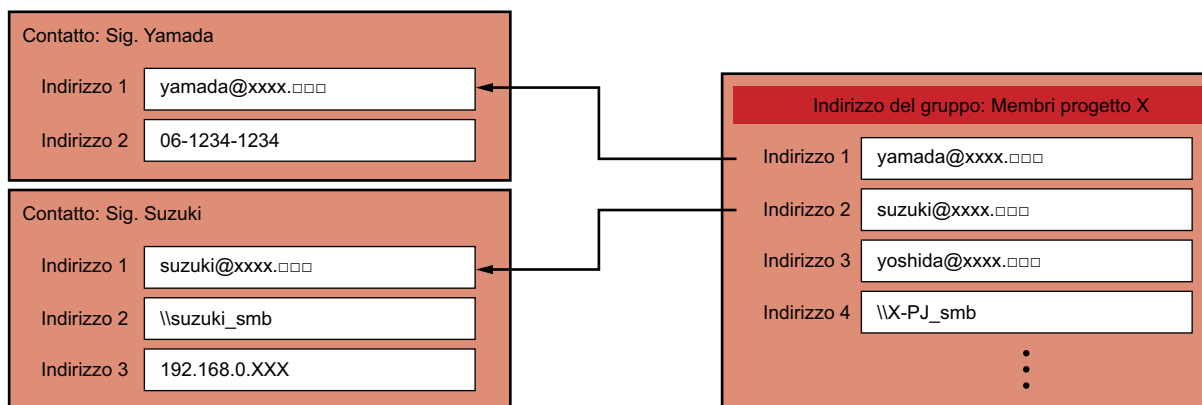 Contatto: Sig. Yamada
Indirizzo 1 yamada@xxxx.□□□
Indirizzo 2 06-1234-1234
Contatto: Sig. Suzuki
Indirizzo 1 suzuki@xxxx.□□□
Indirizzo 2 \\suzuki_smb
Indirizzo 3 192.168.0.XXX
Indirizzo del gruppo: Membri progetto X
Indirizzo 1 yamada@xxxx.□□□
Indirizzo 2 suzuki@xxxx.□□□
Indirizzo 3 yoshida@xxxx.□□□
Indirizzo 4 \\X-PJ_smb